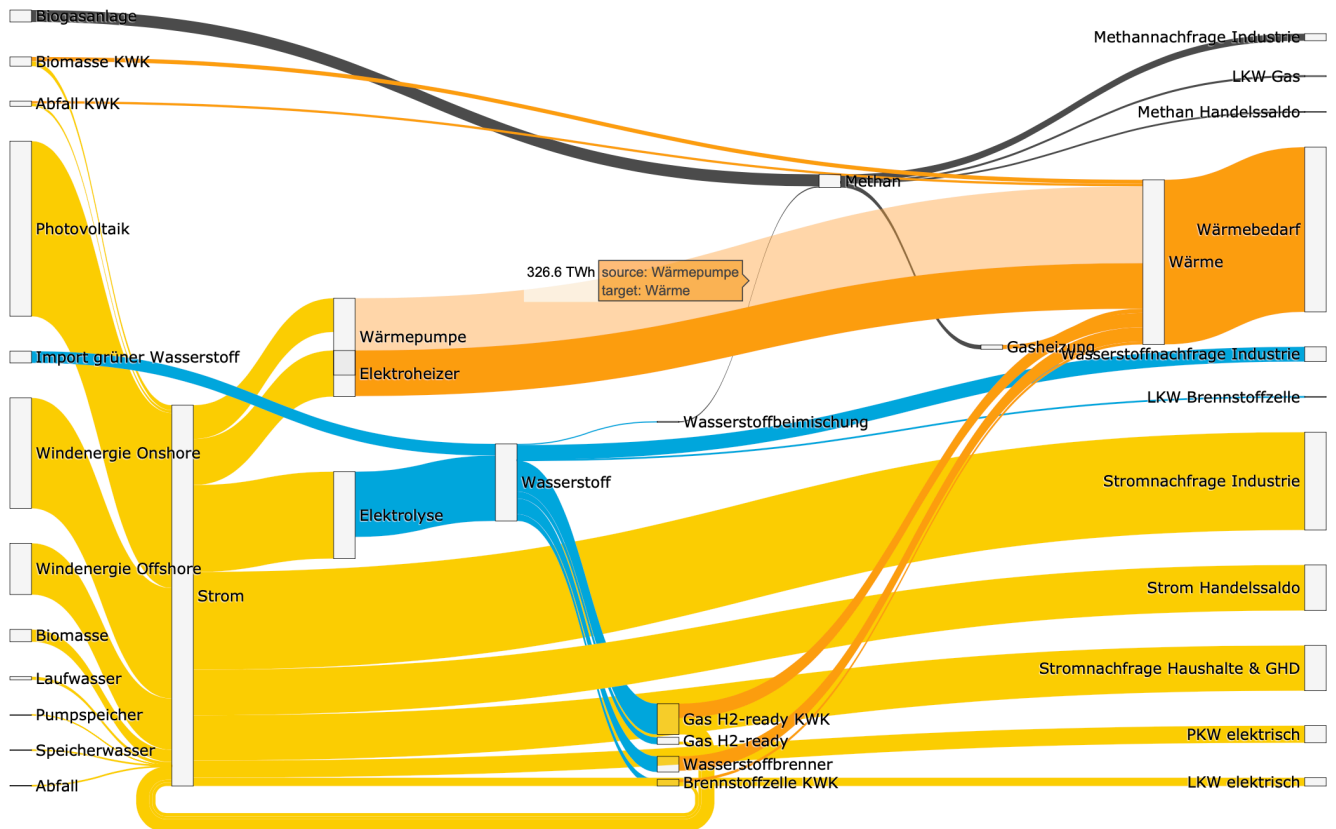 Biogasanlage
Biomasse KWK
Abfall KWK
Photovoltaik
Import grüner Wasserstoff
Windenergie Onshore
Windenergie Offshore
Biomasse
Laufwasser
Pumpspeicher
Speicherwasser
Abfall
Strom
Wärmepumpe
Elektroheizer
Elektrolyse
Wasserstoff
326.6 TWh
source: Wärmepumpe
target: Wärme
Wasserstoffbeimischung
Gas H2-ready KWK
Gas H2-ready
Wasserstoffbrenner
Brennstoffzelle KWK
Methan
Gasheizung
Wärme
Methannachfrage Industrie
LKW Gas
Methan Handelssaldo
Wärmebedarf
Wasserstoffnachfrage Industrie
LKW Brennstoffzelle
Stromnachfrage Industrie
Strom Handelssaldo
Stromnachfrage Haushalte & GHD
PKW elektrisch
LKW elektrisch